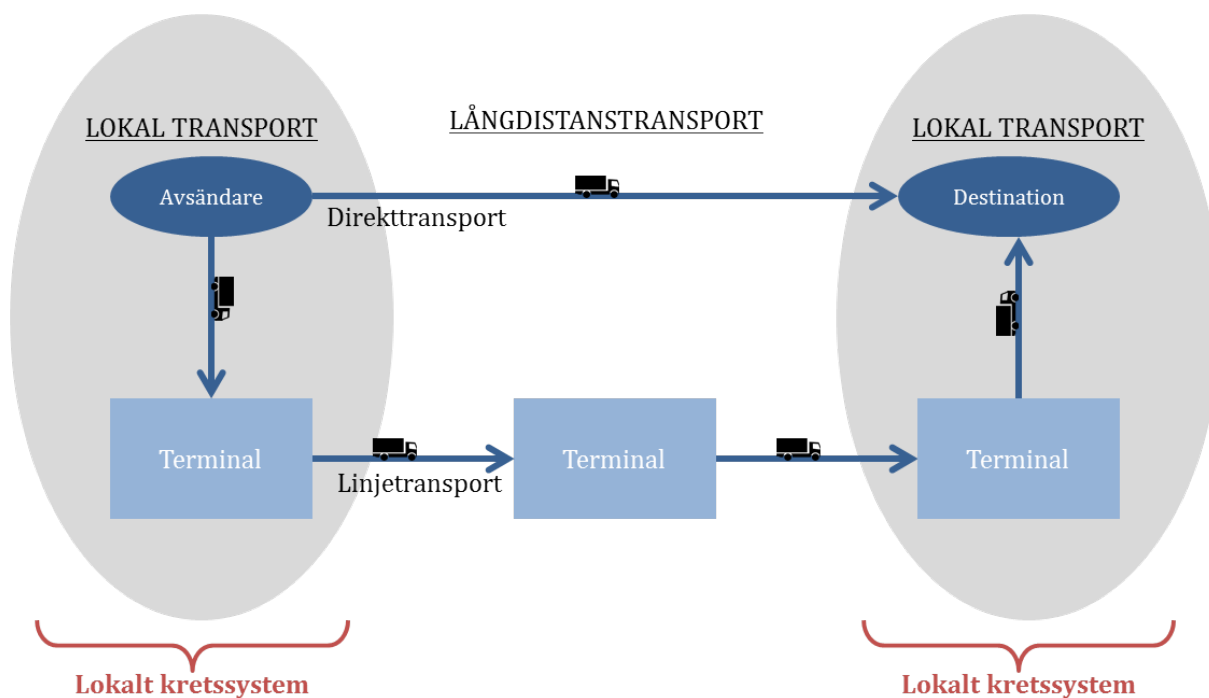 LOKAL TRANSPORT
LÅNGDISTANSTRANSPORT
LOKAL TRANSPORT
Avsändare
Destination
Direkttransport
Terminal
Terminal
Terminal
Linjetransport
Lokalt kretssystem
Lokalt kretssystem